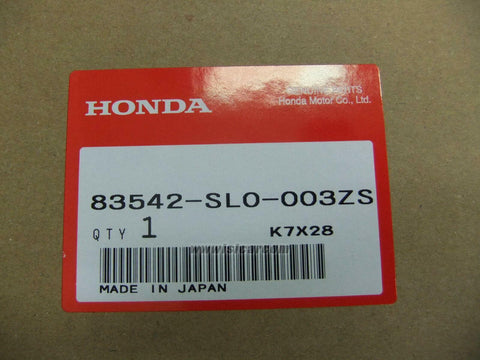 GENUINE PARTS
HONDA
Honda Motor Co., Ltd.
83542-SL0-003ZS
QTY 1 K7X28
MADE IN JAPAN